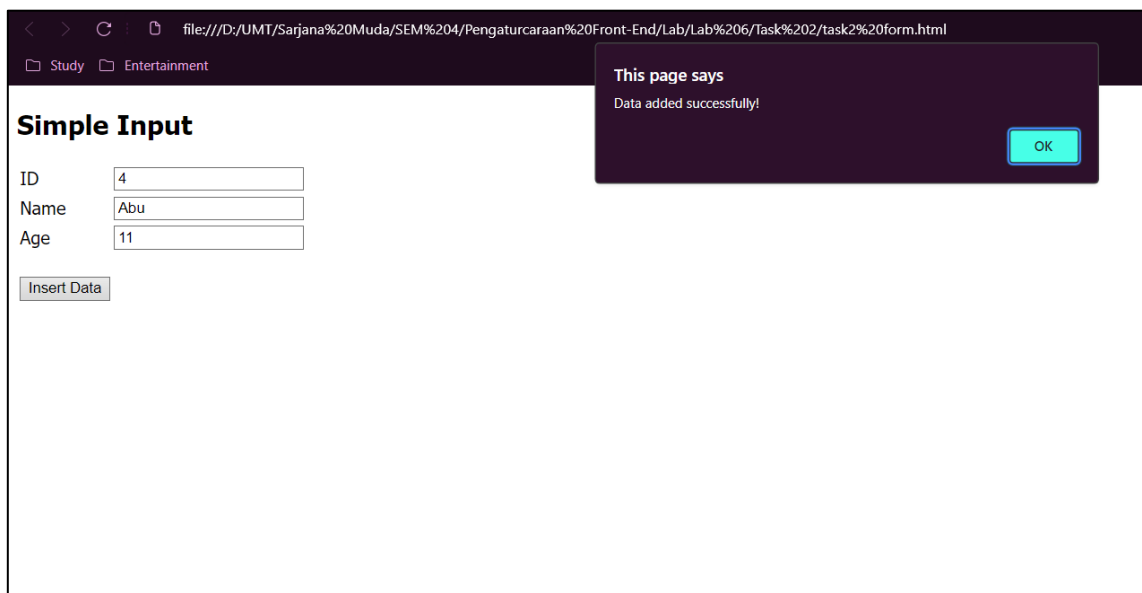 file:///D:/UMT/Sarjana%20Muda/SEM%204/Pengaturcaraan%20Front-End/Lab/Lab%206/Task%202/task2%20form.html
Study Entertainment
This page says
Data added successfully!
OK
Simple Input
ID 4
Name Abu
Age 11
Insert Data